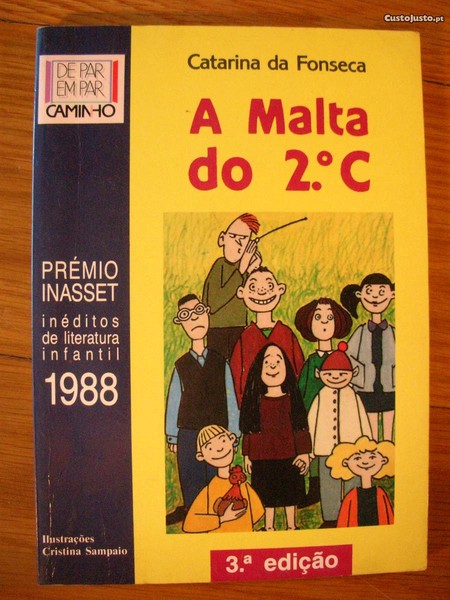 CustoJusto.pt
DE PAR
EM PAR
CAMINHO
Catarina da Fonseca
A Malta
do 2.º C
PRÉMIO
INASSET
inéditos
de literatura
infantil
1988
Ilustrações
Cristina Sampaio
3.ª edição